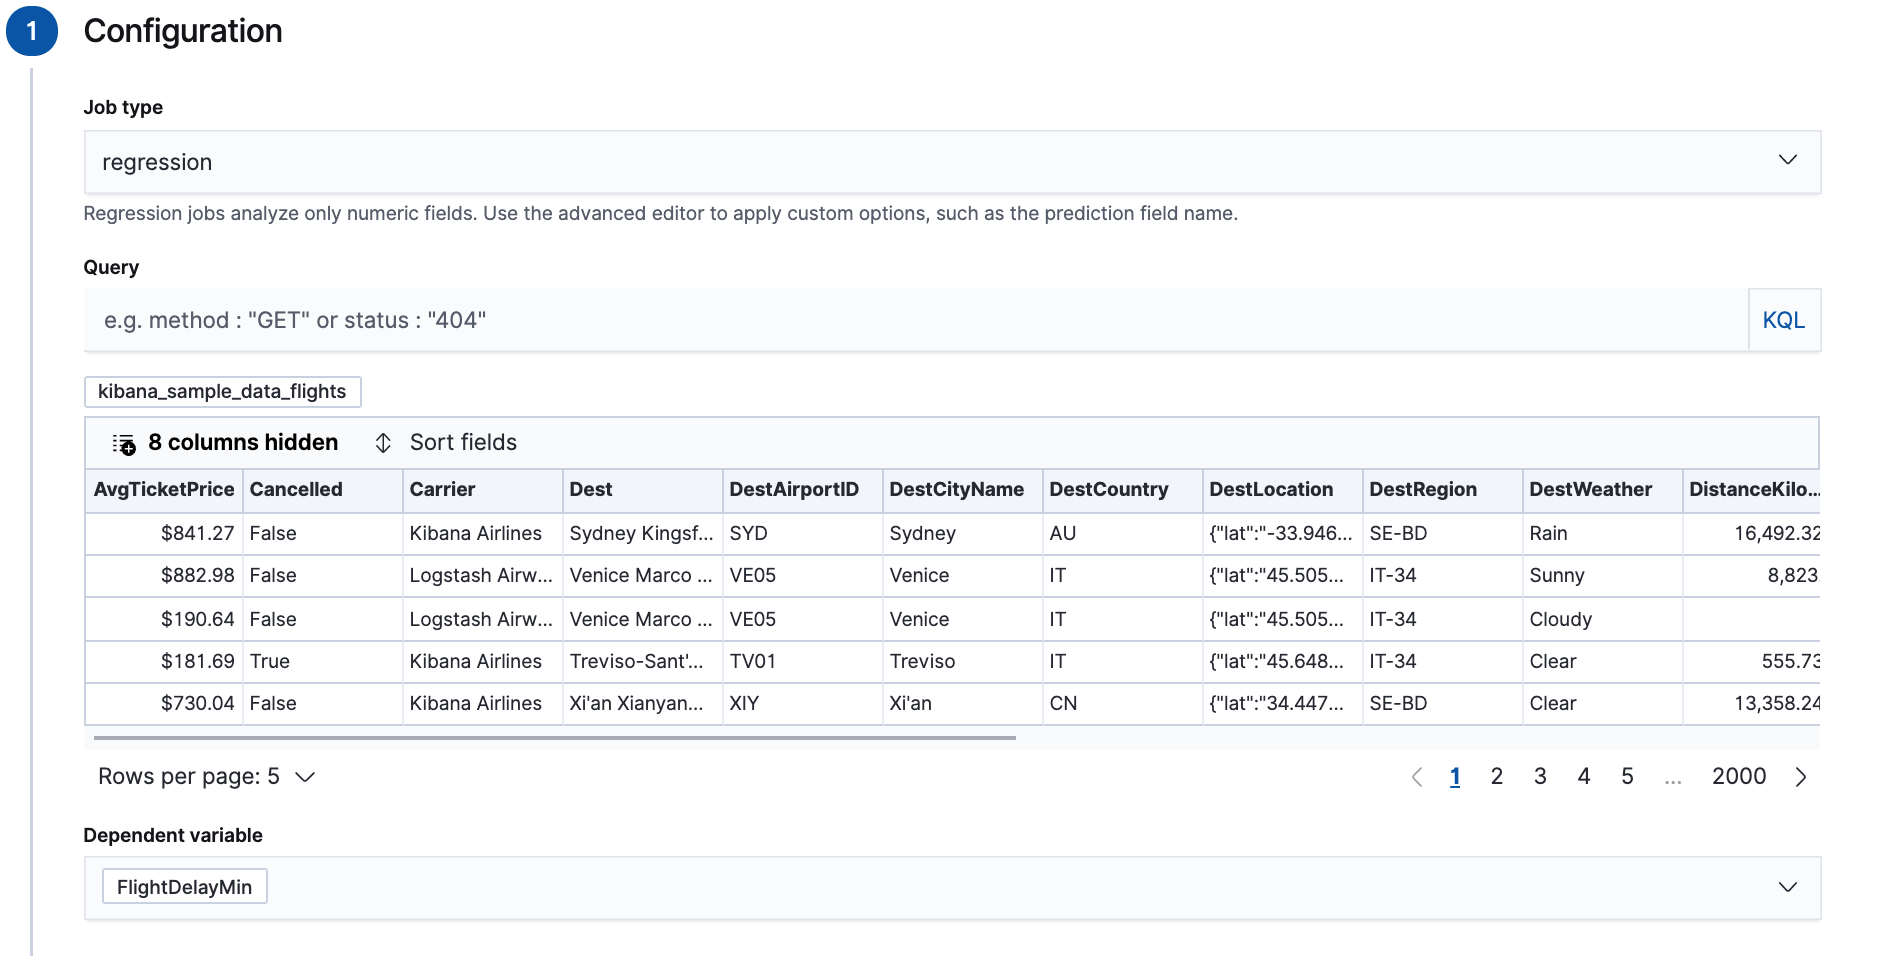 1 Configuration
Job type
regression
Regression jobs analyze only numeric fields. Use the advanced editor to apply custom options, such as the prediction field name.
Query
e.g. method : "GET" or status : "404" KQL
kibana_sample_data_flights
8 columns hidden Sort fields
AvgTicketPrice Cancelled Carrier Dest DestAirportID DestCityName DestCountry DestLocation DestRegion DestWeather DistanceKilo...
$841.27 False Kibana Airlines Sydney Kingsf... SYD Sydney AU {"lat":"-33.946... SE-BD Rain 16,492.32
$882.98 False Logstash Airw... Venice Marco ... VE05 Venice IT {"lat":"45.505... IT-34 Sunny 8,823.
$190.64 False Logstash Airw... Venice Marco ... VE05 Venice IT {"lat":"45.505... IT-34 Cloudy
$181.69 True Kibana Airlines Treviso-Sant'... TV01 Treviso IT {"lat":"45.648... IT-34 Clear 555.73
$730.04 False Kibana Airlines Xi'an Xianyan... XIY Xi'an CN {"lat":"34.447... SE-BD Clear 13,358.24
Rows per page: 5 1 2 3 4 5 ... 2000
Dependent variable
FlightDelayMin